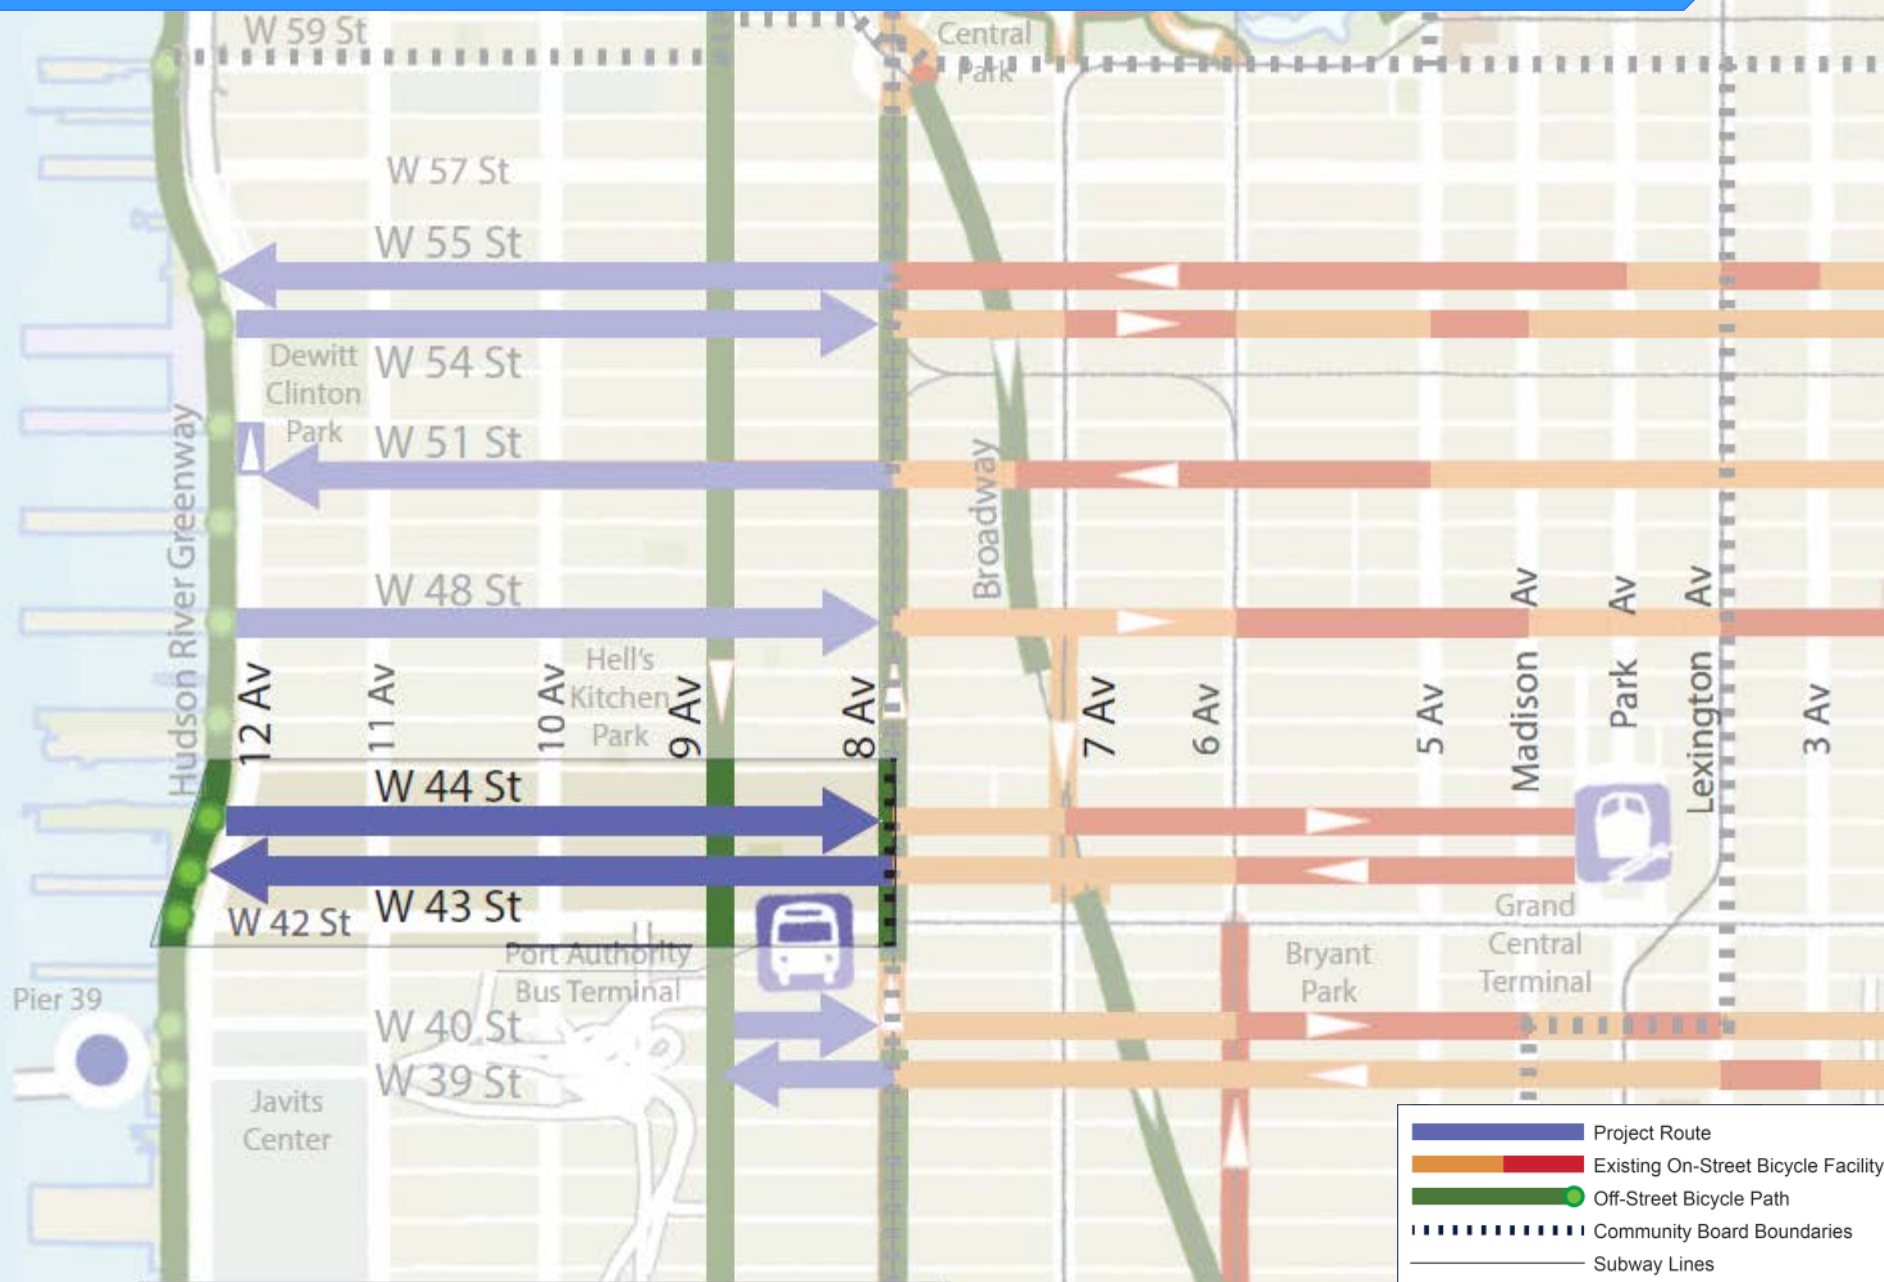 W 59 St
Central
Park
W 57 St
W 55 St
W 54 St
Dewitt
Clinton
Park
W 51 St
Hudson River Greenway
Broadway
W 48 St
Hell's
Kitchen
Park
12 Av
11 Av
10 Av
9 Av
8 Av
7 Av
6 Av
5 Av
Madison Av
Park Av
Lexington Av
3 Av
W 44 St
W 43 St
W 42 St
Port Authority
Bus Terminal
Grand
Central
Terminal
Bryant
Park
Pier 39
W 40 St
W 39 St
Javits
Center
Project Route
Existing On-Street Bicycle Facility
Off-Street Bicycle Path
Community Board Boundaries
Subway Lines